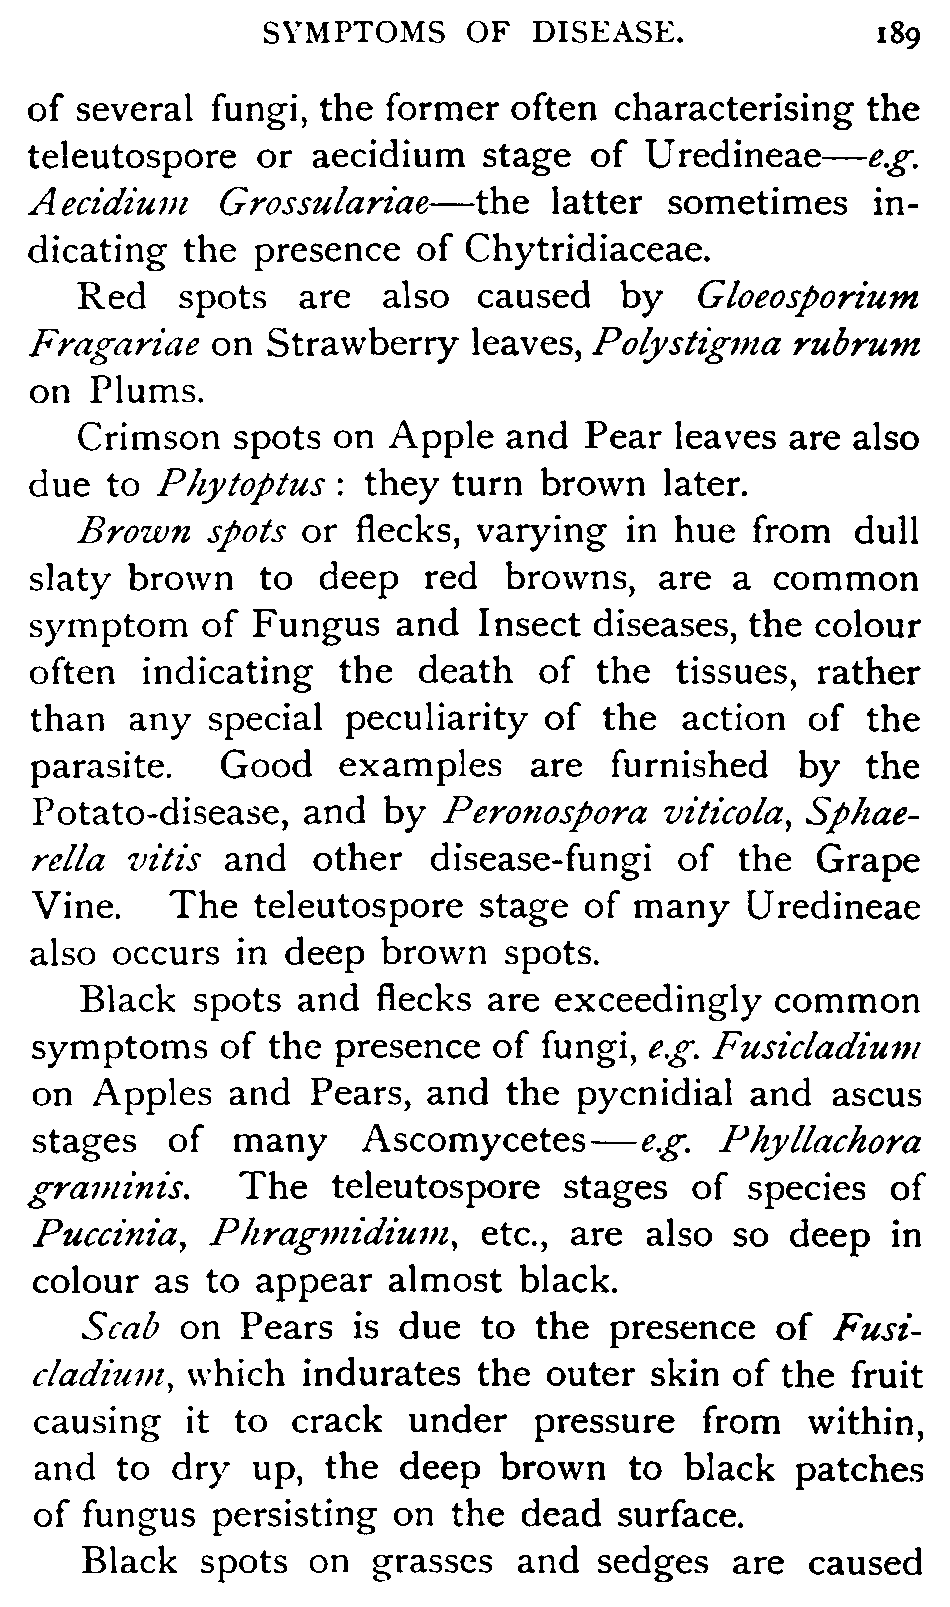 SYMPTOMS OF DISEASE. 189
of several fungi, the former often characterising the
teleutospore or aecidium stage of Uredineae—e.g.
Aecidium Grossulariae—the latter sometimes in-
dicating the presence of Chytridiaceae.
Red spots are also caused by Gloeosporium
Fragariae on Strawberry leaves, Polystigma rubrum
on Plums.
Crimson spots on Apple and Pear leaves are also
due to Phytoptus : they turn brown later.
Brown spots or flecks, varying in hue from dull
slaty brown to deep red browns, are a common
symptom of Fungus and Insect diseases, the colour
often indicating the death of the tissues, rather
than any special peculiarity of the action of the
parasite. Good examples are furnished by the
Potato-disease, and by Peronospora viticola, Sphae-
rella vitis and other disease-fungi of the Grape
Vine. The teleutospore stage of many Uredineae
also occurs in deep brown spots.
Black spots and flecks are exceedingly common
symptoms of the presence of fungi, e.g. Fusicladium
on Apples and Pears, and the pycnidial and ascus
stages of many Ascomycetes—e.g. Phyllachora
graminis. The teleutospore stages of species of
Puccinia, Phragmidium, etc., are also so deep in
colour as to appear almost black.
Scab on Pears is due to the presence of Fusi-
cladium, which indurates the outer skin of the fruit
causing it to crack under pressure from within,
and to dry up, the deep brown to black patches
of fungus persisting on the dead surface.
Black spots on grasses and sedges are caused